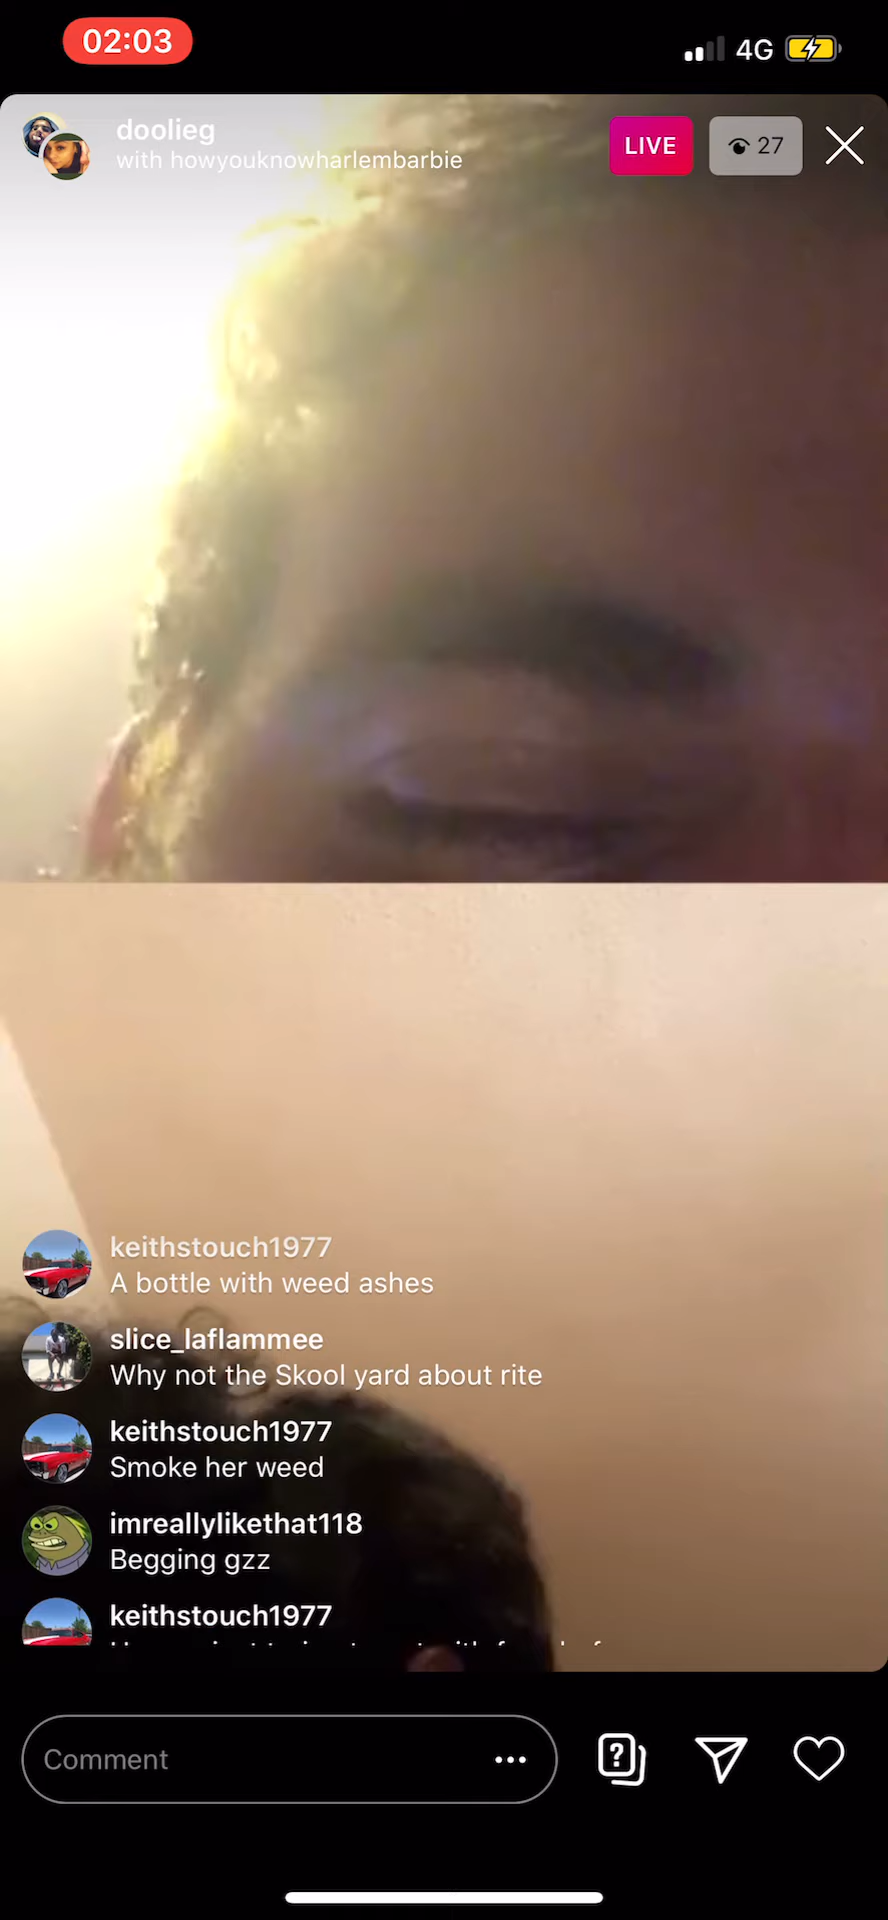 02:03
4G
doolieg
with howyouknowharlembarbie
LIVE
27
keithstouch1977
A bottle with weed ashes
slice_laflammee
Why not the Skool yard about rite
keithstouch1977
Smoke her weed
imreallylikethat118
Begging gzz
keithstouch1977
Comment